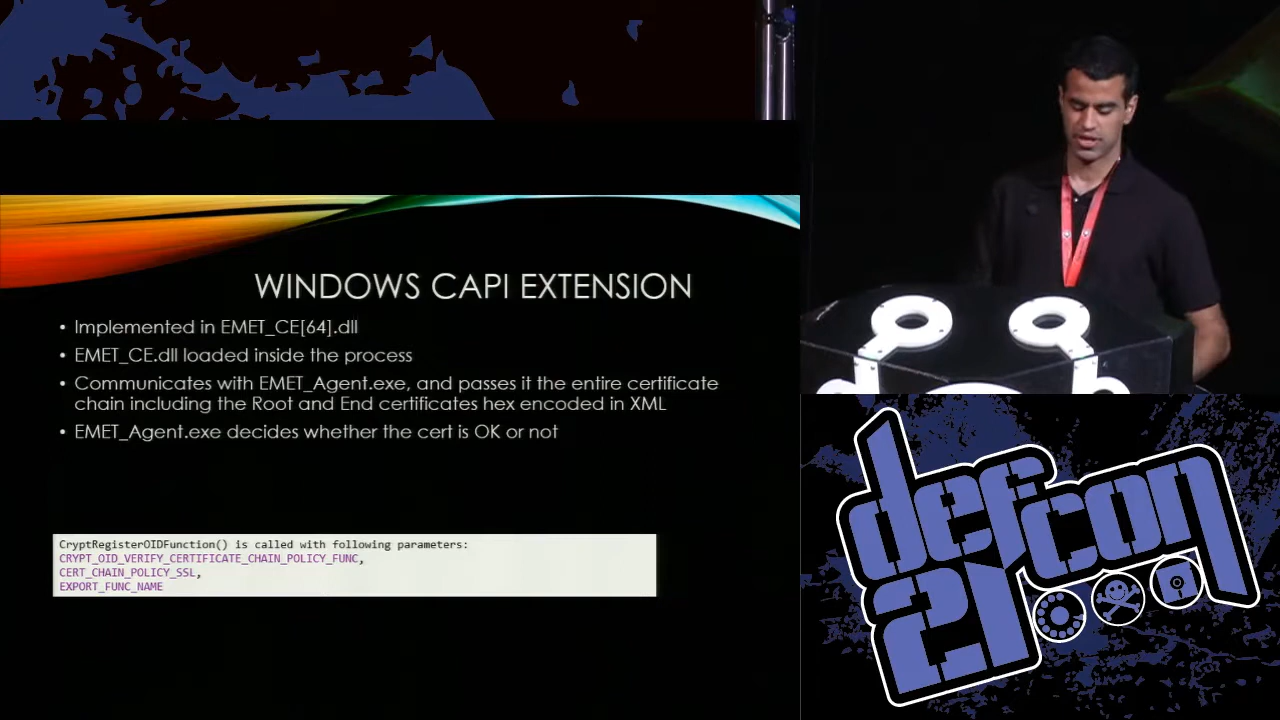 WINDOWS CAPI EXTENSION
• Implemented in EMET_CE[64].dll
• EMET_CE.dll loaded inside the process
• Communicates with EMET_Agent.exe, and passes it the entire certificate
chain including the Root and End certificates hex encoded in XML
• EMET_Agent.exe decides whether the cert is OK or not
CryptRegisterOIDFunction() is called with following parameters:
CRYPT_OID_VERIFY_CERTIFICATE_CHAIN_POLICY_FUNC,
CERT_CHAIN_POLICY_SSL,
EXPORT_FUNC_NAME
defcon
21